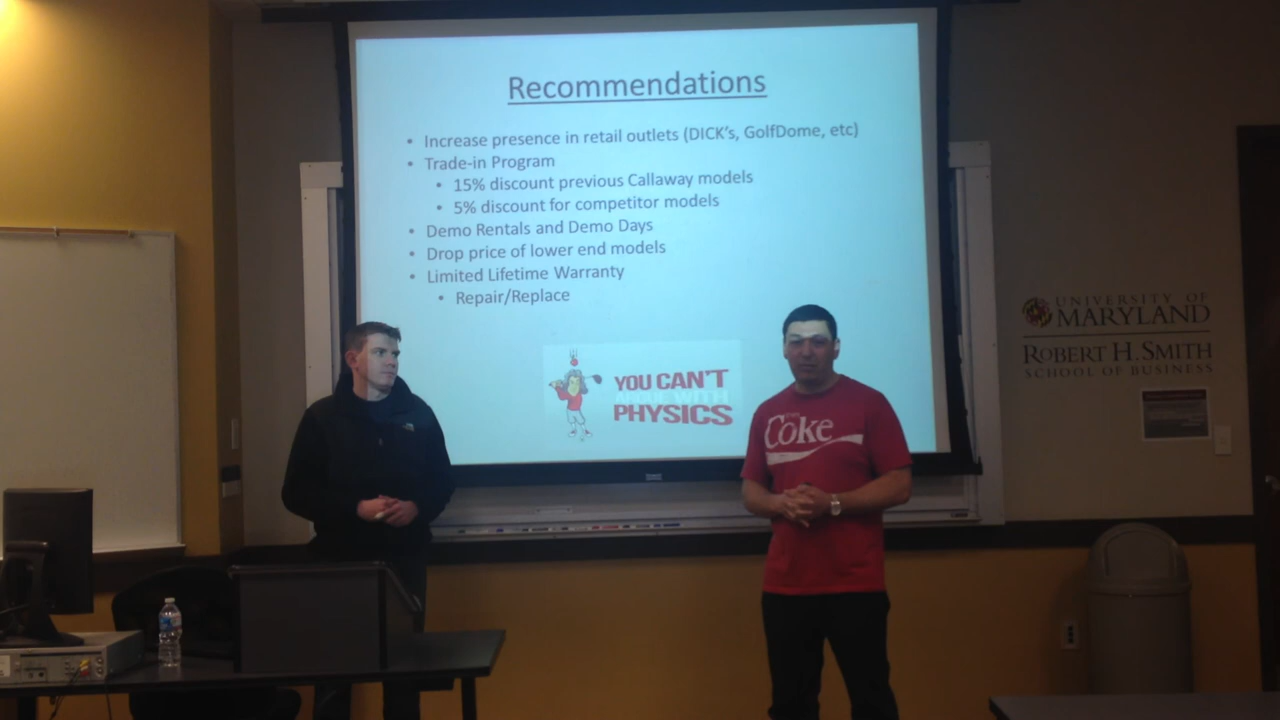 Recommendations
• Increase presence in retail outlets (DICK's, GolfDome, etc)
• Trade-in Program
• 15% discount previous Callaway models
• 5% discount for competitor models
• Demo Rentals and Demo Days
• Drop price of lower end models
• Limited Lifetime Warranty
• Repair/Replace
YOU CAN'T
ARGUE WITH
PHYSICS
Coke
UNIVERSITY OF
MARYLAND
ROBERT H. SMITH
SCHOOL OF BUSINESS